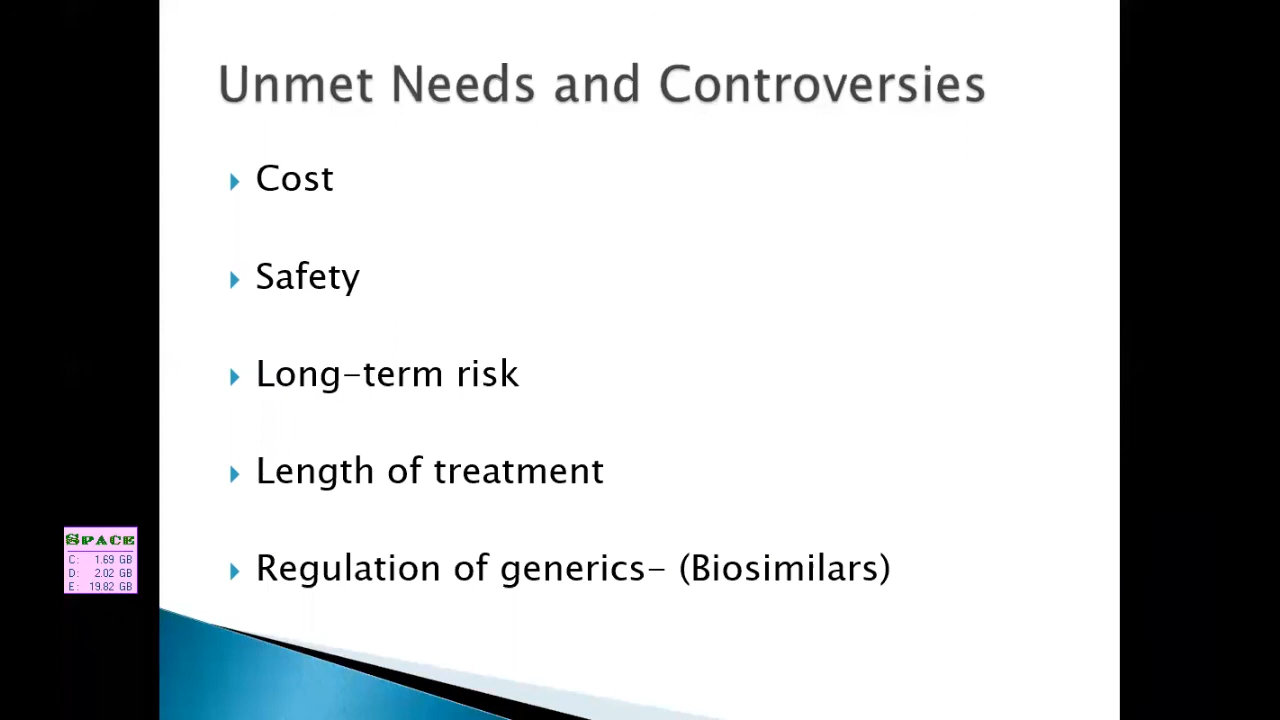 Unmet Needs and Controversies
Cost
Safety
Long-term risk
Length of treatment
Regulation of generics- (Biosimilars)
SPACE
C: 1.69 GB
D: 2.02 GB
E: 19.82 GB